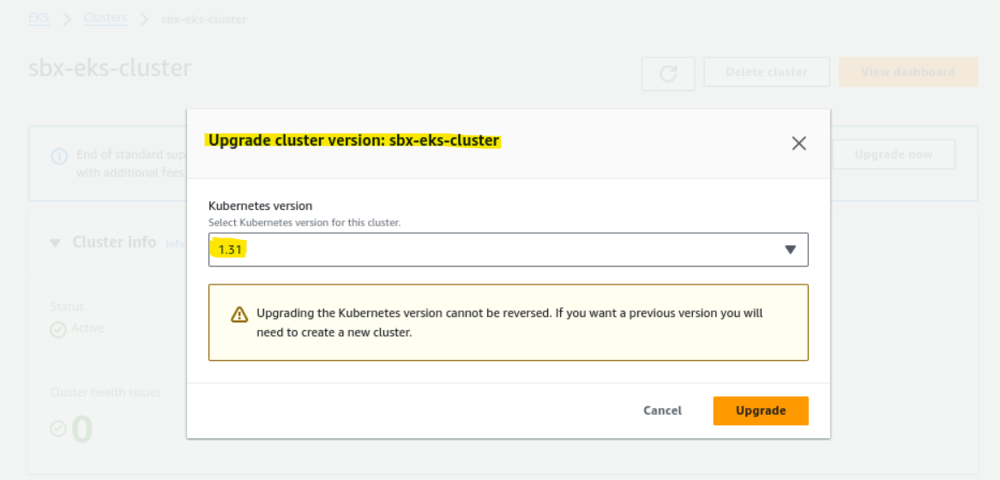 EKS > Clusters > sbx-eks-cluster
sbx-eks-cluster
Delete cluster
View dashboard
Upgrade cluster version: sbx-eks-cluster
End of standard sup
with additional fees.
Upgrade now
Kubernetes version
Select Kubernetes version for this cluster.
1.31
Cluster info Info
Upgrading the Kubernetes version cannot be reversed. If you want a previous version you will
need to create a new cluster.
Status
Active
Cluster health issues
0
Cancel
Upgrade